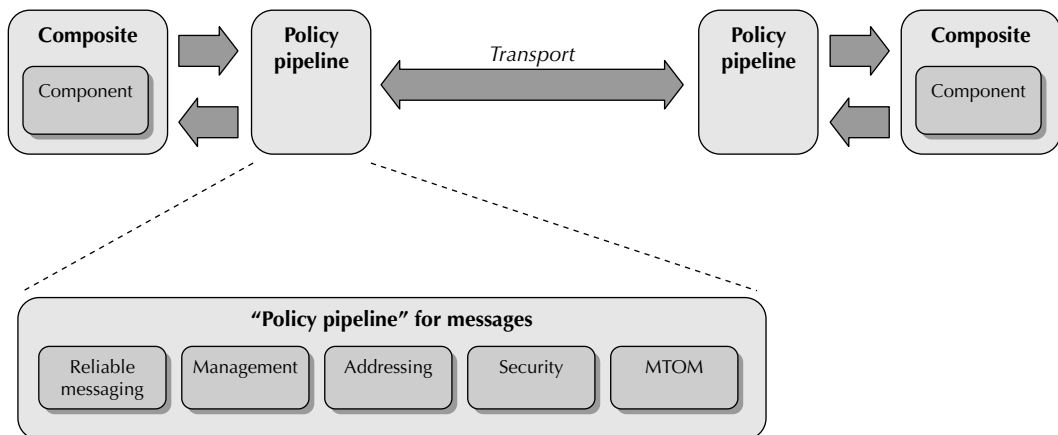 Composite
Component
Policy
pipeline
Transport
Policy
pipeline
Composite
Component
“Policy pipeline” for messages
Reliable
messaging
Management
Addressing
Security
MTOM